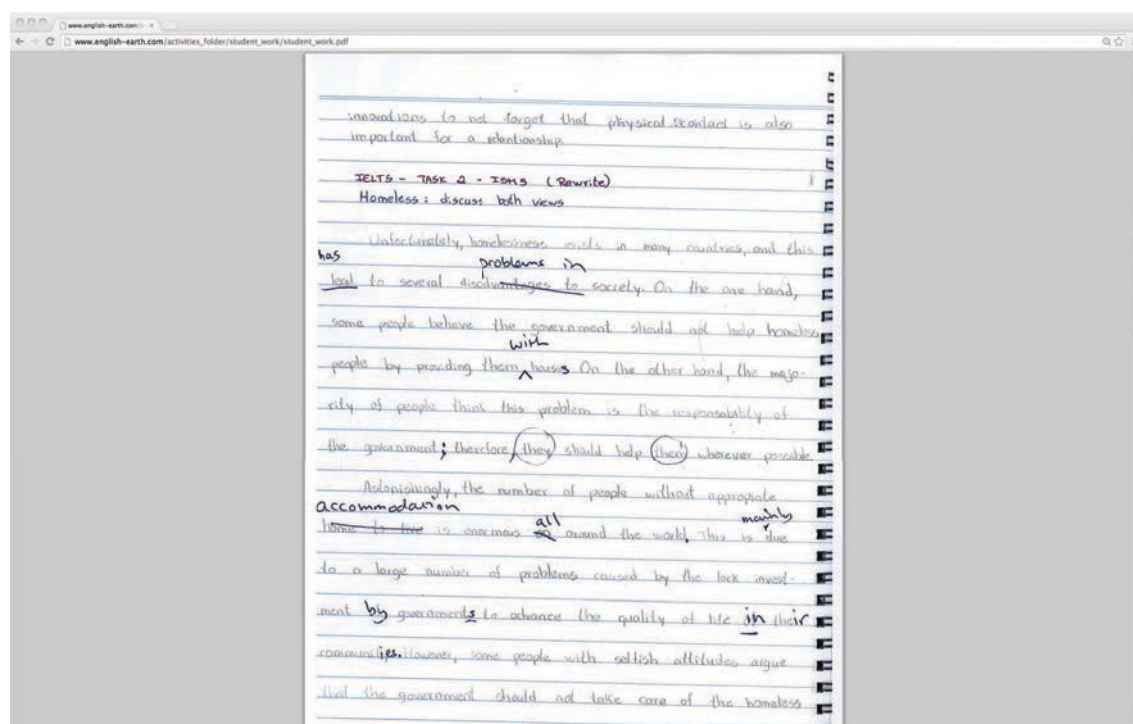 www.english-earth.com
www.english-earth.com/activities_folder/student_work/student_work.pdf
innovations to not forget that physical contact is also
important for a relantionship.
IELTS - TASK 2 - ISMS (Rewrite)
Homeless: discuss both views
Unfortunately, homelessness exists in many countries, and this
has problems in
lead to several disadvantages to society. On the one hand,
some people believe the government should not help homeless
with
people by providing them houses On the other hand, the majo-
rity of people think this problem is the responsability of
the government; therefore, they should help them wherever possible.
Astonishingly, the number of people without appropiate
accommodation all mainly
home to live is enormous around the world. This is due
to a large number of problems caused by the lack invest-
ment by governments to advance the quality of life in their
communities. However, some people with selfish attitudes argue
that the government should not take care of the homeless